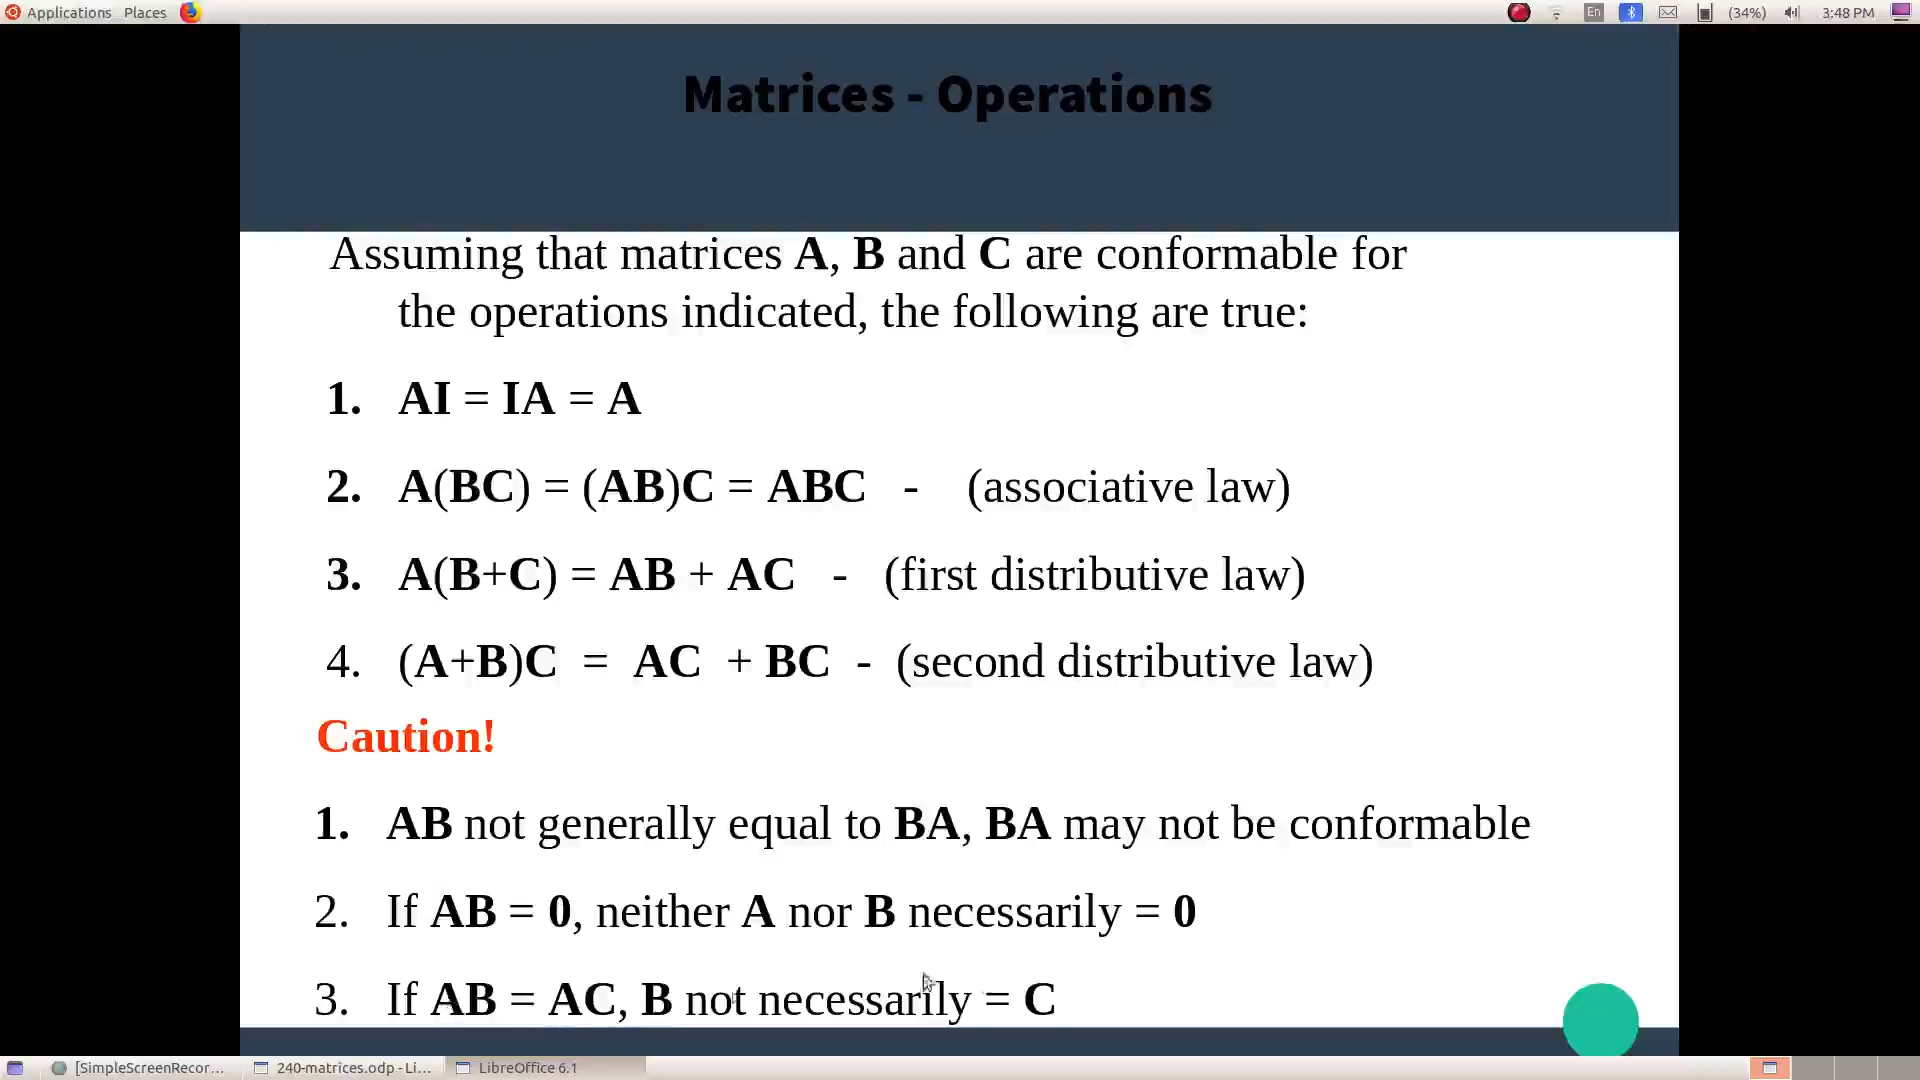 Applications Places En (34%) 3:48 PM
Matrices - Operations
Assuming that matrices A, B and C are conformable for
the operations indicated, the following are true:
1. AI = IA = A
2. A(BC) = (AB)C = ABC - (associative law)
3. A(B+C) = AB + AC - (first distributive law)
4. (A+B)C = AC + BC - (second distributive law)
Caution!
1. AB not generally equal to BA, BA may not be conformable
2. If AB = 0, neither A nor B necessarily = 0
3. If AB = AC, B not necessarily = C
[SimpleScreenRecor... 240-matrices.odp - Li... LibreOffice 6.1